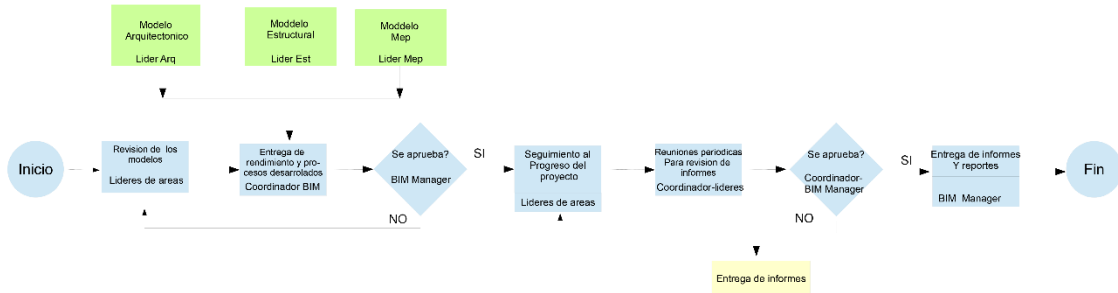 Modelo
Arquitectonico
Lider Arq
Moddelo
Estructural
Lider Est
Moddelo
Mep
Lider Mep
Inicio
Revision de los
modelos
Lideres de areas
Entrega de
rendimiento y pro-
cesos desarrolados
Coordinador BIM
Se aprueba?
BIM Manager
SI
NO
Seguimiento al
Progreso del
proyecto
Lideres de areas
Reuniones periodicas
Para revision de
informes
Coordinador-lideres
Se aprueba?
Coordinador-
BIM Manager
SI
NO
Entrega de informes
Entrega de informes
Y reportes
BIM Manager
Fin